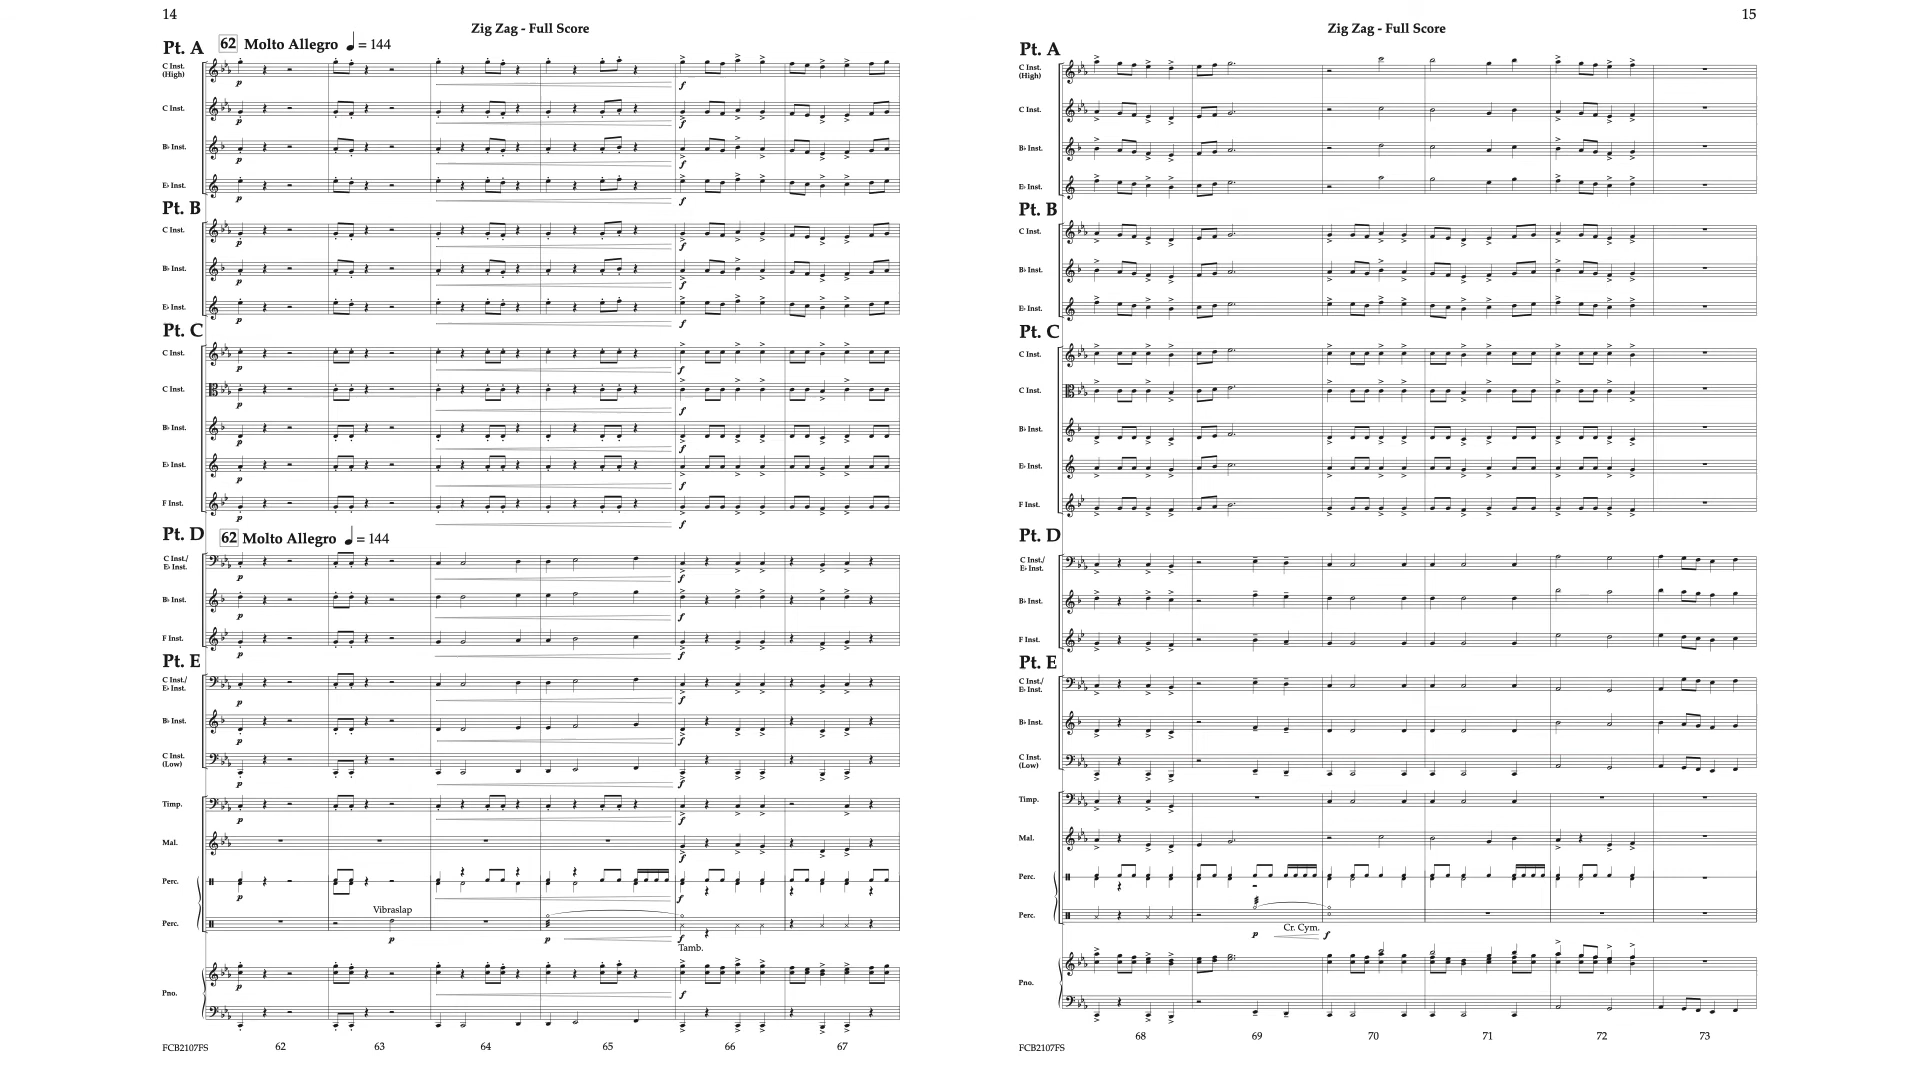 14
Zig Zag - Full Score
Pt. A
62 Molto Allegro ♩ = 144
C Inst.
(High)
p
f
C Inst.
p
f
B♭ Inst.
p
f
E♭ Inst.
p
f
Pt. B
C Inst.
p
f
B♭ Inst.
p
f
E♭ Inst.
p
f
Pt. C
C Inst.
p
f
C Inst.
p
f
B♭ Inst.
p
f
E♭ Inst.
p
f
F Inst.
p
f
Pt. D
62 Molto Allegro ♩ = 144
C Inst./
E♭ Inst.
p
f
B♭ Inst.
p
f
F Inst.
p
f
Pt. E
C Inst./
E♭ Inst.
p
f
B♭ Inst.
p
f
C Inst.
(Low)
p
f
Timp.
p
f
Mal.
f
Perc.
p
f
Vibraslap
Perc.
p
p
f
Tamb.
Pno.
p
f
FCB2107FS
62 63 64 65 66 67
15
Zig Zag - Full Score
Pt. A
C Inst.
(High)
C Inst.
B♭ Inst.
E♭ Inst.
Pt. B
C Inst.
B♭ Inst.
E♭ Inst.
Pt. C
C Inst.
C Inst.
B♭ Inst.
E♭ Inst.
F Inst.
Pt. D
C Inst./
E♭ Inst.
B♭ Inst.
F Inst.
Pt. E
C Inst./
E♭ Inst.
B♭ Inst.
C Inst.
(Low)
Timp.
Mal.
Perc.
Perc.
Cr. Cym.
p
f
Pno.
68 69 70 71 72 73
FCB2107FS